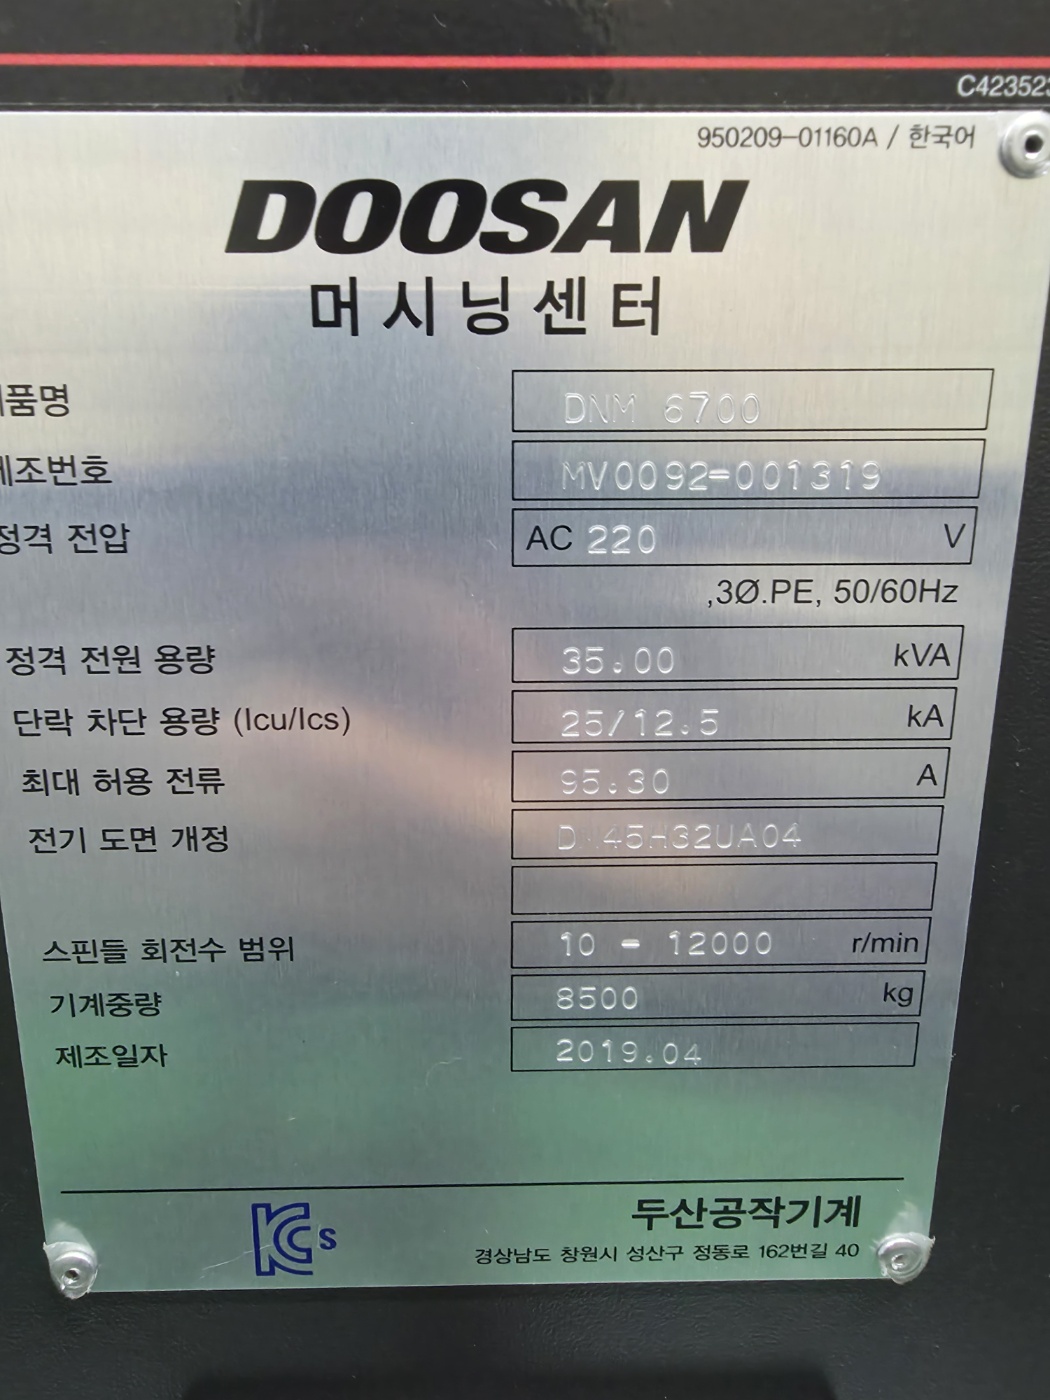 C423523
950209-01160A / 한국어
DOOSAN
머시닝센터
제품명 DNM 6700
제조번호 MV0092-001319
정격 전압 AC 220 V
,3Ø.PE, 50/60Hz
정격 전원 용량 35.00 kVA
단락 차단 용량 (Icu/Ics) 25/12.5 kA
최대 허용 전류 95.30 A
전기 도면 개정
스핀들 회전수 범위 10 - 12000 r/min
기계중량 8500 kg
제조일자 2019.04
두산공작기계
KCs 경상남도 창원시 성산구 정동로 162번길 40